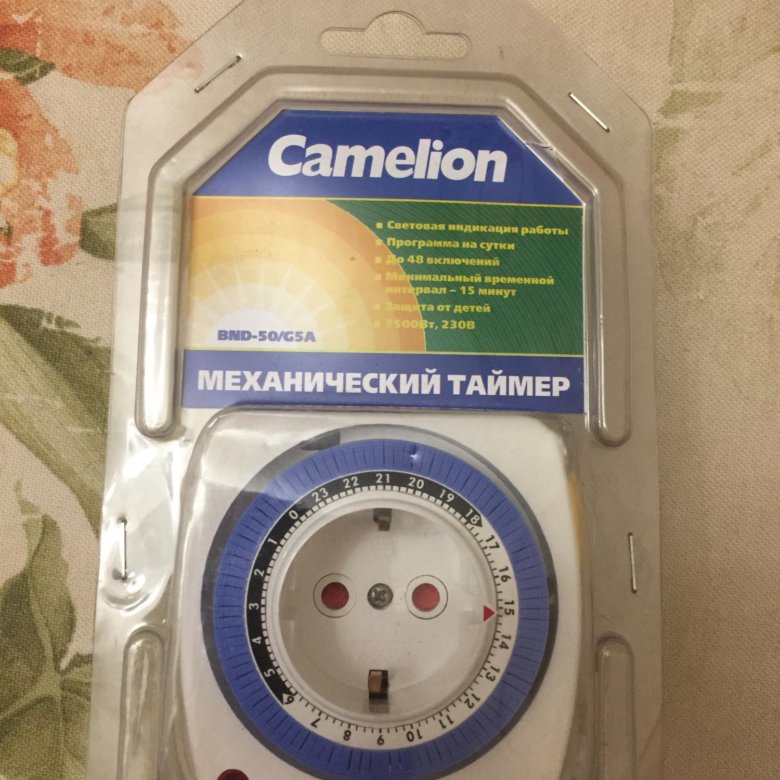 Camelion
▪ Световая индикация работы
▪ Программа на сутки
▪ До 48 включений
▪ Минимальный временной
интервал – 15 минут
▪ Защита от детей
▪ 3500Вт, 230В
BND-50/G5A
МЕХАНИЧЕСКИЙ ТАЙМЕР
0 1 2 3 4 5 6 7 8 9 10 11 12 13 14 15 16 17 18 19 20 21 22 23